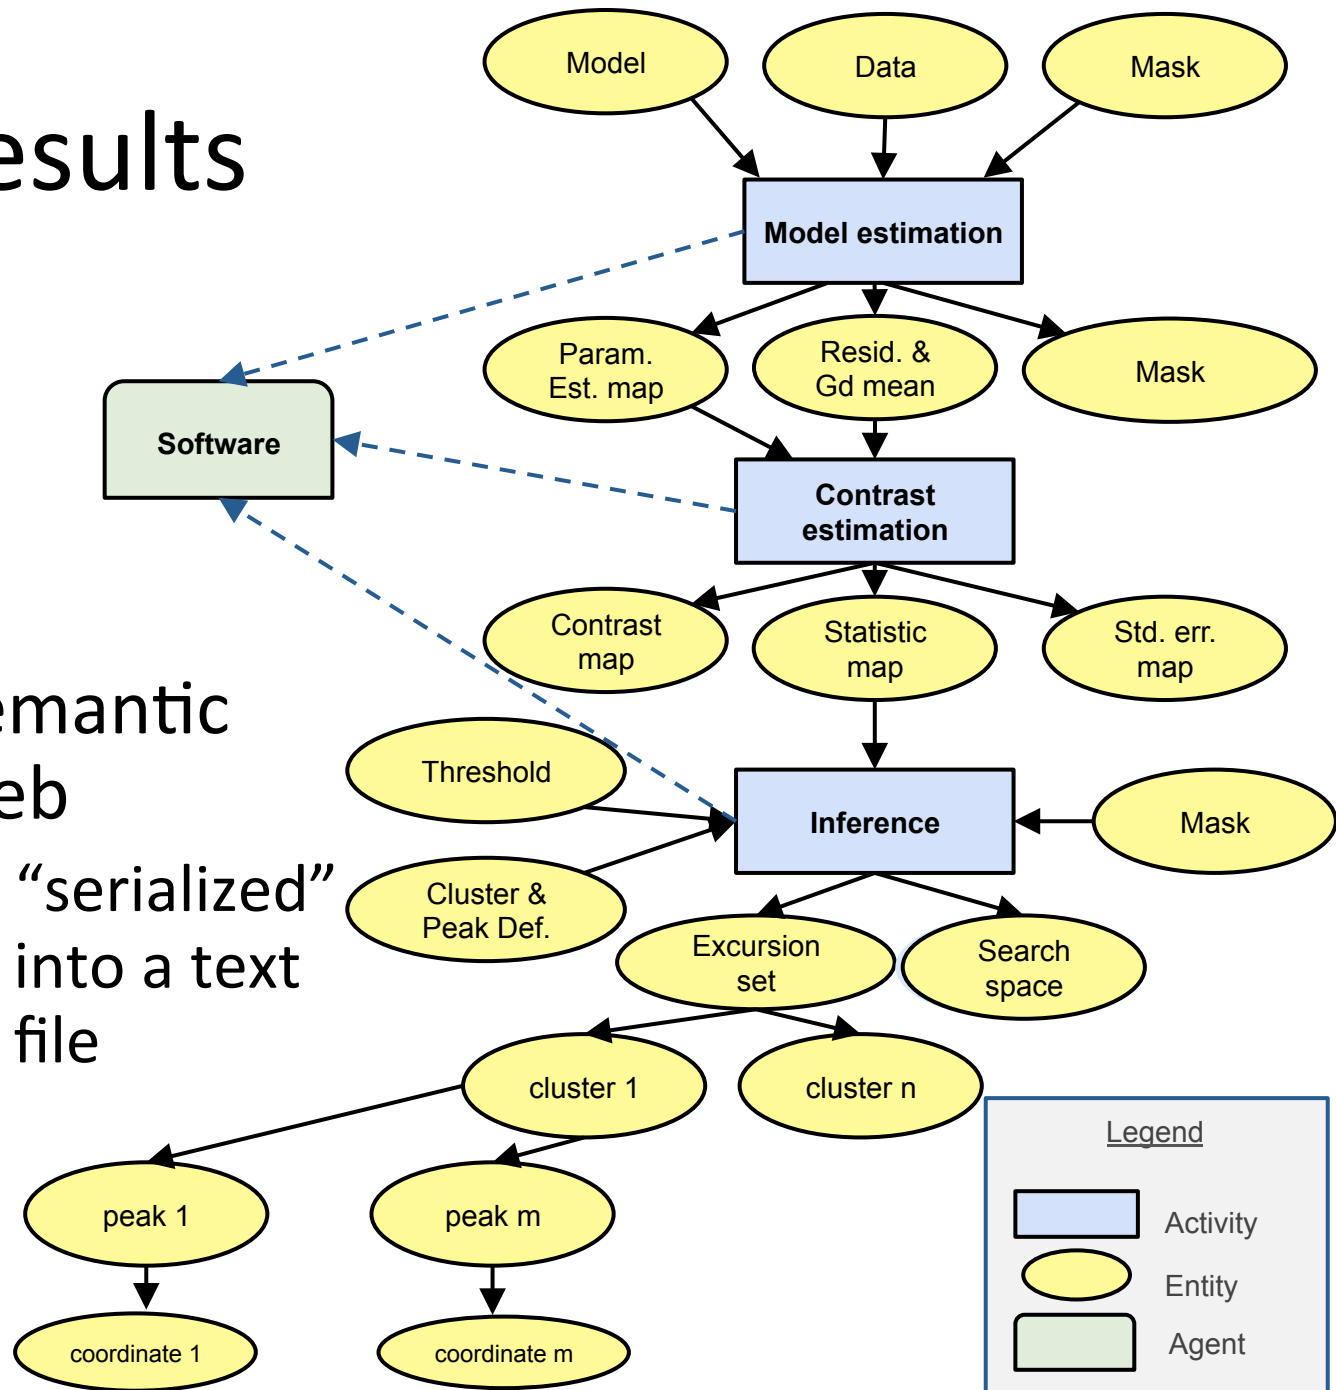 esults
emantic
eb
“serialized”
into a text
file
Model
Data
Mask
Model estimation
Param.
Est. map
Resid. &
Gd mean
Mask
Software
Contrast
estimation
Contrast
map
Statistic
map
Std. err.
map
Threshold
Inference
Mask
Cluster &
Peak Def.
Excursion
set
Search
space
cluster 1
cluster n
peak 1
peak m
coordinate 1
coordinate m
Legend
Activity
Entity
Agent